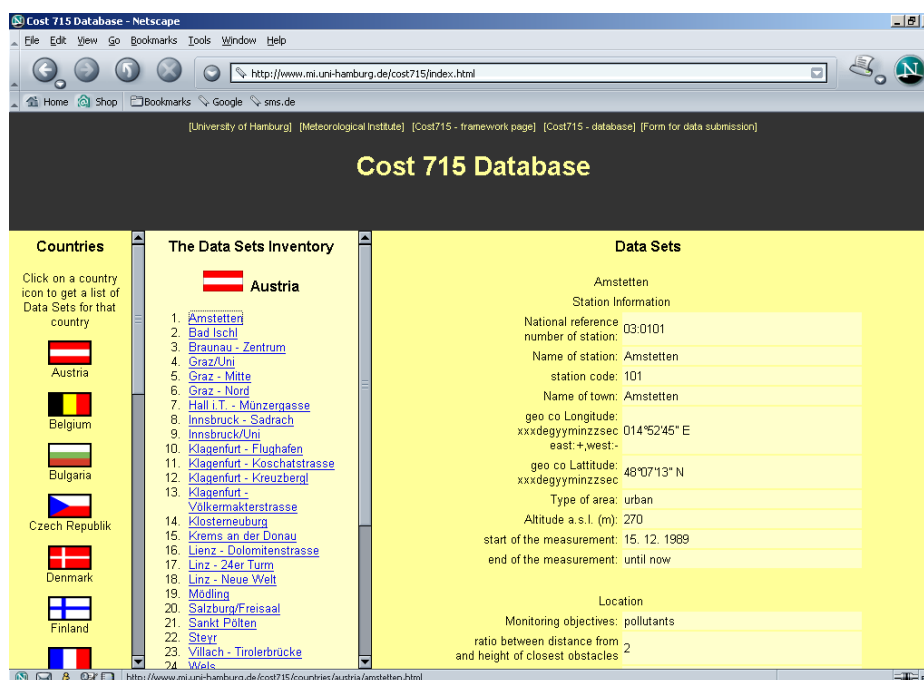 Cost 715 Database - Netscape
File Edit View Go Bookmarks Tools Window Help
http://www.mi.uni-hamburg.de/cost715/index.html
Home Shop Bookmarks Google sms.de
[University of Hamburg] [Meteorological Institute] [Cost715 - framework page] [Cost715 - database] [Form for data submission]
Cost 715 Database
Countries
Click on a country
icon to get a list of
Data Sets for that
country
Austria
Belgium
Bulgaria
Czech Republik
Denmark
Finland
The Data Sets Inventory
Austria
1. Amstetten
2. Bad Ischl
3. Braunau - Zentrum
4. Graz/Uni
5. Graz - Mitte
6. Graz - Nord
7. Hall i.T. - Münzergasse
8. Innsbruck - Sadrach
9. Innsbruck/Uni
10. Klagenfurt - Flughafen
11. Klagenfurt - Koschatstrasse
12. Klagenfurt - Kreuzbergl
13. Klagenfurt -
Völkermakterstrasse
14. Klosterneuburg
15. Krems an der Donau
16. Lienz - Dolomitenstrasse
17. Linz - 24er Turm
18. Linz - Neue Welt
19. Mödling
20. Salzburg/Freisaal
21. Sankt Pölten
22. Steyr
23. Villach - Tirolerbrücke
24. Wels
Data Sets
Amstetten
Station Information
National reference
number of station: 03:0101
Name of station: Amstetten
station code: 101
Name of town: Amstetten
geo co Longitude:
xxxdegyyminzzsec 014°52'45" E
east:+,west:-
geo co Lattitude:
xxxdegyyminzzsec 48°07'13" N
Type of area: urban
Altitude a.s.l. (m): 270
start of the measurement: 15. 12. 1989
end of the measurement: until now
Location
Monitoring objectives: pollutants
ratio between distance from
and height of closest obstacles 2
http://www.mi.uni-hamburg.de/cost715/countries/austria/amstetten.html